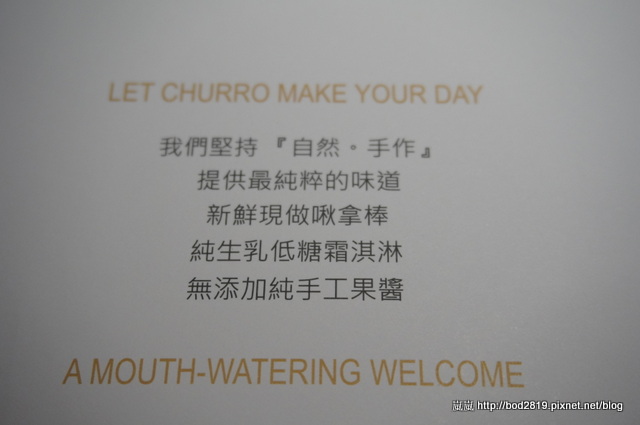 LET CHURRO MAKE YOUR DAY
我們堅持『自然。手作』
提供最純粹的味道
新鮮現做啾拿棒
純生乳低糖霜淇淋
無添加純手工果醬
A MOUTH-WATERING WELCOME
嵐嵐 http://bod2819.pixnet.net/blog